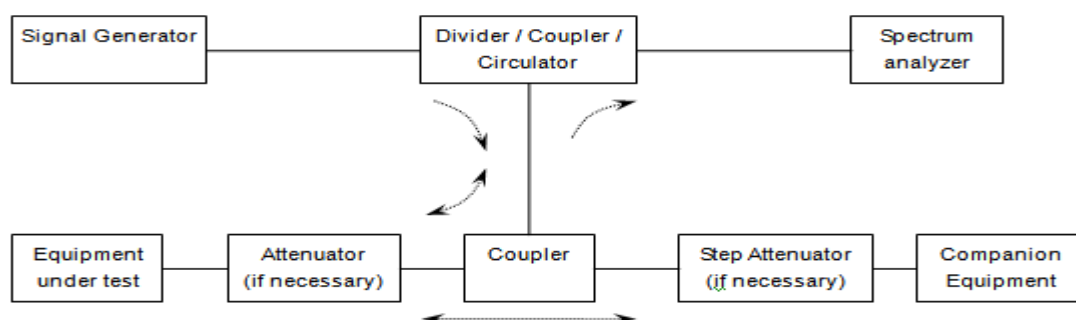 Signal Generator
Divider / Coupler /
Circulator
Spectrum
analyzer
Equipment
under test
Attenuator
(if necessary)
Coupler
Step Attenuator
(if necessary)
Companion
Equipment